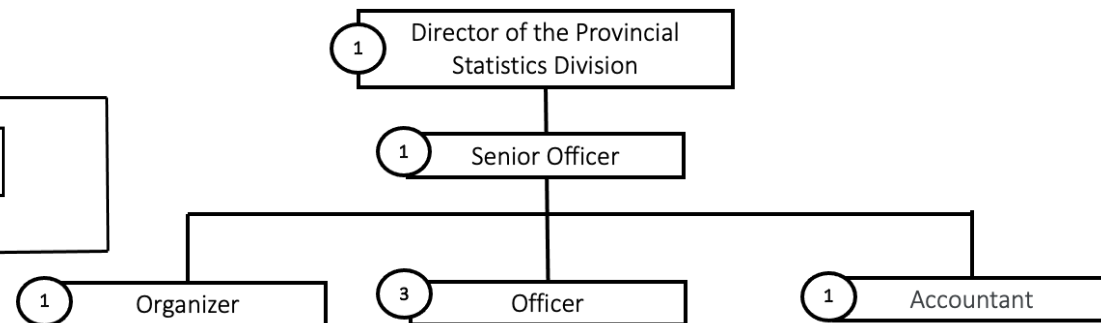 1
Director of the Provincial
Statistics Division
1
Senior Officer
1
Organizer
3
Officer
1
Accountant